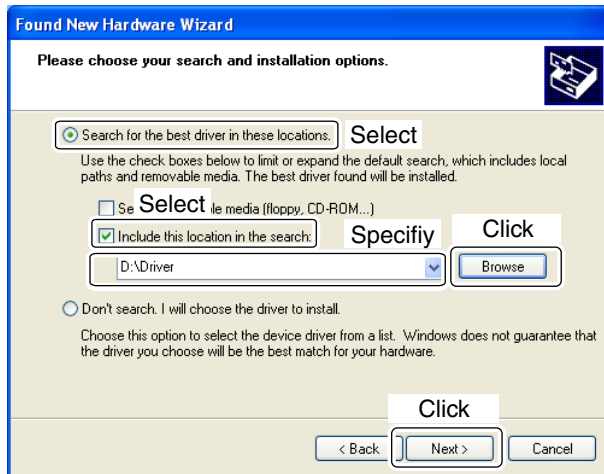 Found New Hardware Wizard
Please choose your search and installation options.
Search for the best driver in these locations. Select
Use the check boxes below to limit or expand the default search, which includes local
paths and removable media. The best driver found will be installed.
Select media (floppy, CD-ROM...)
Include this location in the search: Specifiy Click
D:\Driver Browse
Don't search. I will choose the driver to install.
Choose this option to select the device driver from a list. Windows does not guarantee that
the driver you choose will be the best match for your hardware.
Click
< Back Next > Cancel